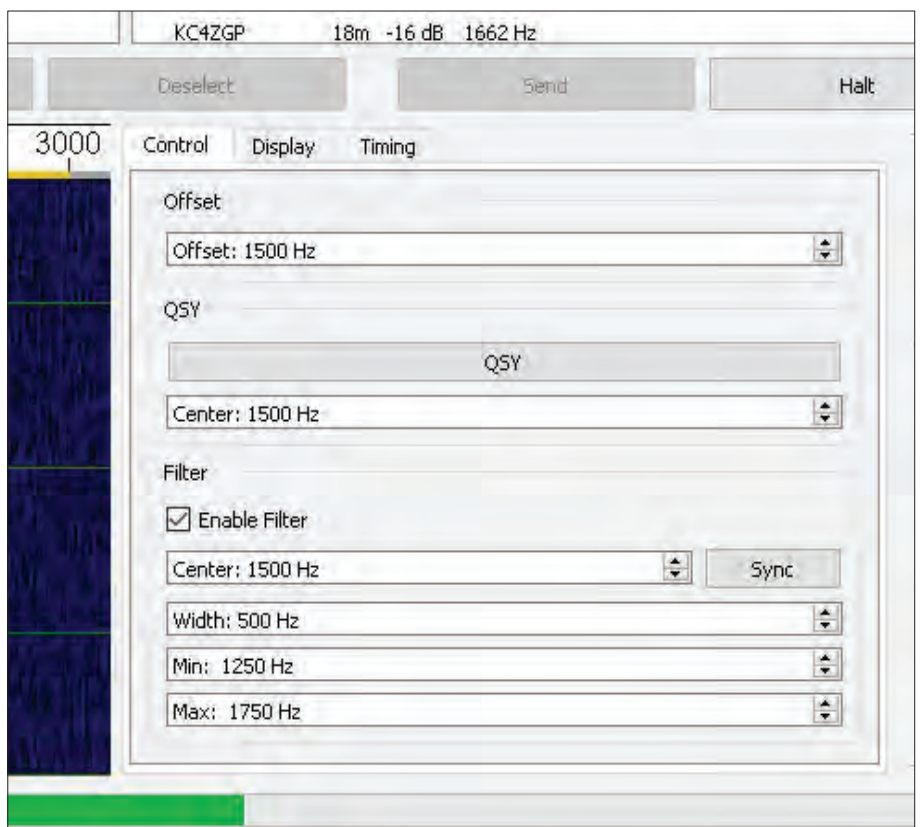 KC4ZGP 18m -16 dB 1662 Hz
Deselect Send Halt
3000 Control Display Timing
Offset
Offset: 1500 Hz
QSY
QSY
Center: 1500 Hz
Filter
Enable Filter
Center: 1500 Hz Sync
Width: 500 Hz
Min: 1250 Hz
Max: 1750 Hz